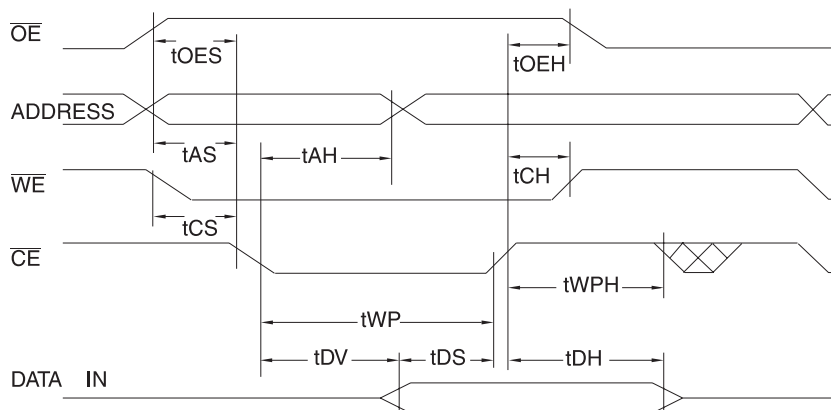 OE
tOES
tOEH
ADDRESS
tAS
tAH
tCH
WE
tCS
CE
tWPH
tWP
tDV
tDS
tDH
DATA IN